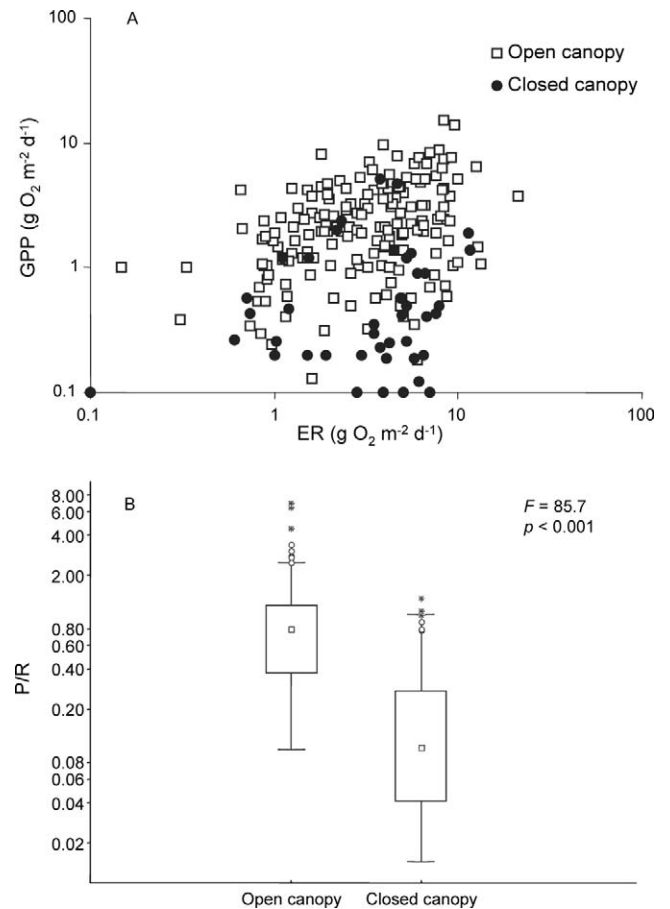 A
100
10
1
0.1
GPP (g O₂ m⁻² d⁻¹)
Open canopy
Closed canopy
0.1
1
10
100
ER (g O₂ m⁻² d⁻¹)
B
F = 85.7
p < 0.001
8.00
6.00
4.00
2.00
0.80
0.60
0.40
0.20
0.08
0.06
0.04
0.02
P/R
Open canopy
Closed canopy